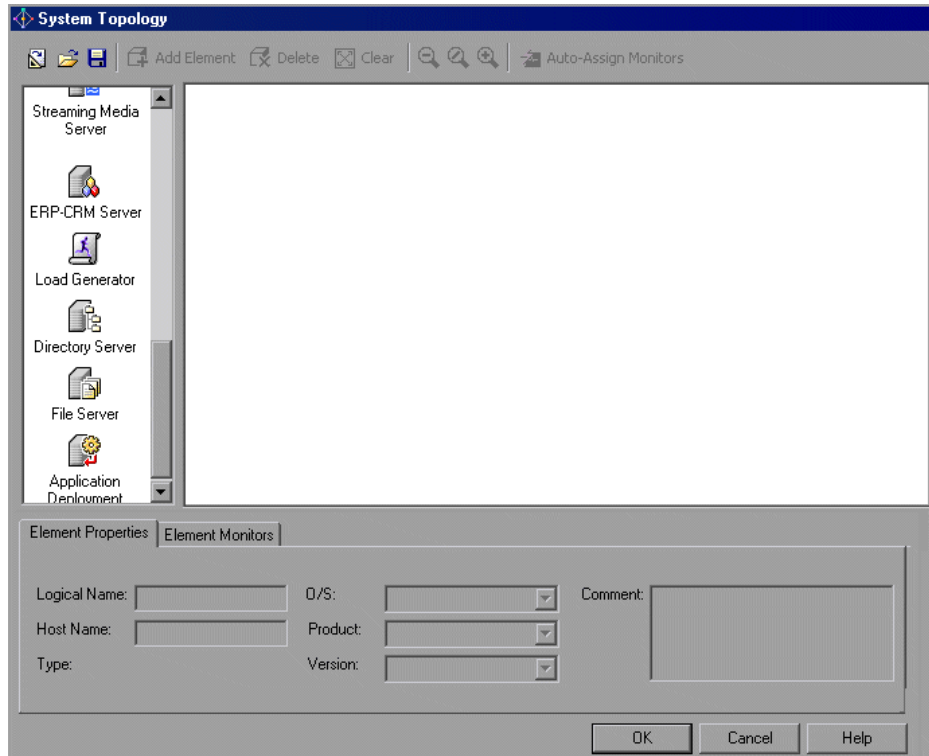 System Topology
Add Element Delete Clear Auto-Assign Monitors
Streaming Media
Server
ERP-CRM Server
Load Generator
Directory Server
File Server
Application
Deployment
Element Properties Element Monitors
Logical Name: O/S: Comment:
Host Name: Product:
Type: Version:
OK Cancel Help